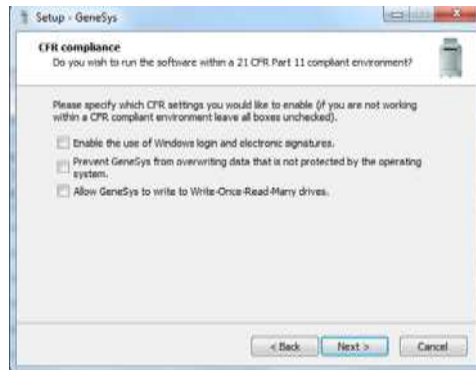 Setup - GeneSys
CFR compliance
Do you wish to run the software within a 21 CFR Part 11 compliant environment?
Please specify which CFR settings you would like to enable (if you are not working
within a CFR compliant environment leave all boxes unchecked).
Enable the use of Windows login and electronic signatures.
Prevent GeneSys from overwriting data that is not protected by the operating
system.
Allow GeneSys to write to Write-Once-Read-Many drives.
< Back
Next >
Cancel